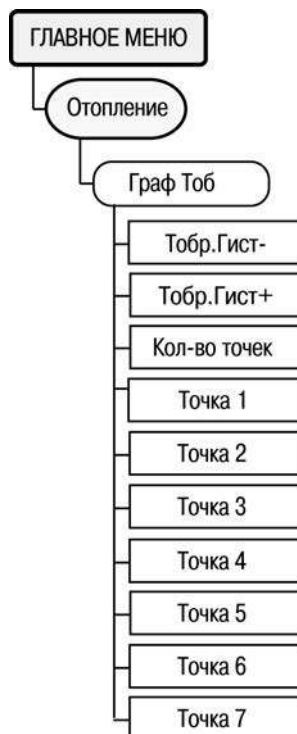 ГЛАВНОЕ МЕНЮ
Отопление
Граф Тоб
Тобр.Гист-
Тобр.Гист+
Кол-во точек
Точка 1
Точка 2
Точка 3
Точка 4
Точка 5
Точка 6
Точка 7